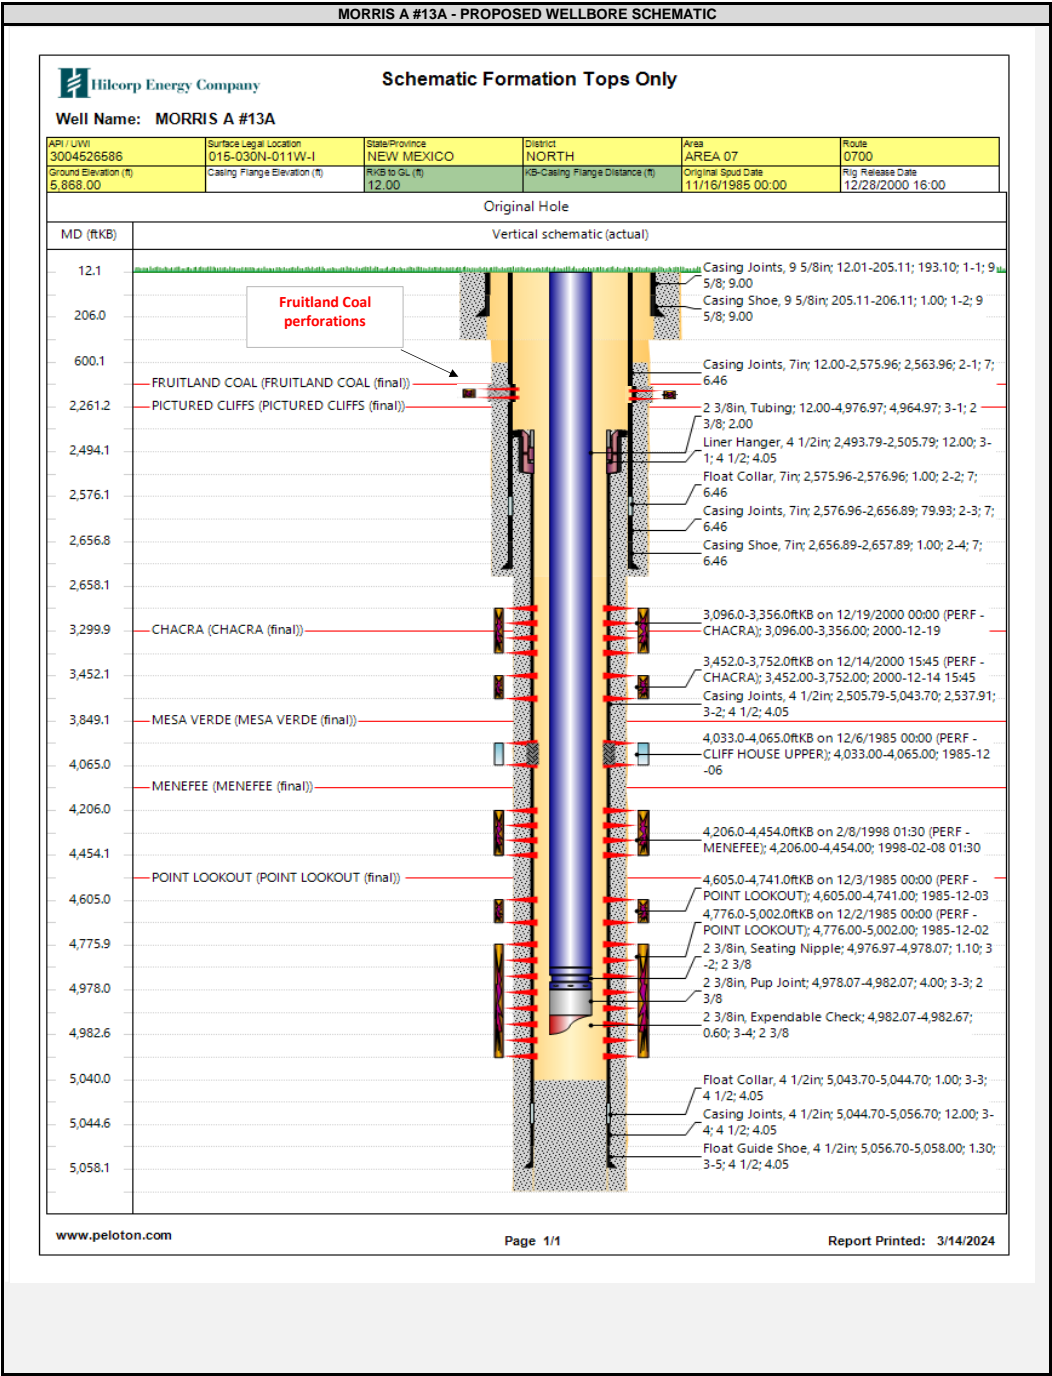 MORRIS A #13A - PROPOSED WELLBORE SCHEMATIC
Hilcorp Energy Company
Schematic Formation Tops Only
Well Name: MORRIS A #13A
API / UWI
3004526586
Surface Legal Location
015-030N-011W-I
State/Province
NEW MEXICO
District
NORTH
Area
AREA 07
Route
0700
Ground Elevation (ft)
5,868.00
Casing Flange Elevation (ft)
RKB to GL (ft)
12.00
KB-Casing Flange Distance (ft)
Original Spud Date
11/16/1985 00:00
Rig Release Date
12/28/2000 16:00
Original Hole
MD (ftKB)
Vertical schematic (actual)
12.1
206.0
600.1
2,261.2
2,494.1
2,576.1
2,656.8
2,658.1
3,299.9
3,452.1
3,849.1
4,065.0
4,206.0
4,454.1
4,605.0
4,775.9
4,978.0
4,982.6
5,040.0
5,044.6
5,058.1
Fruitland Coal
perforations
FRUITLAND COAL (FRUITLAND COAL (final))
PICTURED CLIFFS (PICTURED CLIFFS (final))
CHACRA (CHACRA (final))
MESA VERDE (MESA VERDE (final))
MENEFEE (MENEFEE (final))
POINT LOOKOUT (POINT LOOKOUT (final))
Casing Joints, 9 5/8in; 12.01-205.11; 193.10; 1-1; 9
5/8; 9.00
Casing Shoe, 9 5/8in; 205.11-206.11; 1.00; 1-2; 9
5/8; 9.00
Casing Joints, 7in; 12.00-2,575.96; 2,563.96; 2-1; 7;
6.46
2 3/8in, Tubing; 12.00-4,976.97; 4,964.97; 3-1; 2
3/8; 2.00
Liner Hanger, 4 1/2in; 2,493.79-2,505.79; 12.00; 3-
1; 4 1/2; 4.05
Float Collar, 7in; 2,575.96-2,576.96; 1.00; 2-2; 7;
6.46
Casing Joints, 7in; 2,576.96-2,656.89; 79.93; 2-3; 7;
6.46
Casing Shoe, 7in; 2,656.89-2,657.89; 1.00; 2-4; 7;
6.46
3,096.0-3,356.0ftKB on 12/19/2000 00:00 (PERF -
CHACRA); 3,096.00-3,356.00; 2000-12-19
3,452.0-3,752.0ftKB on 12/14/2000 15:45 (PERF -
CHACRA); 3,452.00-3,752.00; 2000-12-14 15:45
Casing Joints, 4 1/2in; 2,505.79-5,043.70; 2,537.91;
3-2; 4 1/2; 4.05
4,033.0-4,065.0ftKB on 12/6/1985 00:00 (PERF -
CLIFF HOUSE UPPER); 4,033.00-4,065.00; 1985-12
-06
4,206.0-4,454.0ftKB on 2/8/1998 01:30 (PERF -
MENEFEE); 4,206.00-4,454.00; 1998-02-08 01:30
4,605.0-4,741.0ftKB on 12/3/1985 00:00 (PERF -
POINT LOOKOUT); 4,605.00-4,741.00; 1985-12-03
4,776.0-5,002.0ftKB on 12/2/1985 00:00 (PERF -
POINT LOOKOUT); 4,776.00-5,002.00; 1985-12-02
2 3/8in, Seating Nipple; 4,976.97-4,978.07; 1.10; 3
-2; 2 3/8
2 3/8in, Pup Joint; 4,978.07-4,982.07; 4.00; 3-3; 2
3/8
2 3/8in, Expendable Check; 4,982.07-4,982.67;
0.60; 3-4; 2 3/8
Float Collar, 4 1/2in; 5,043.70-5,044.70; 1.00; 3-3;
4 1/2; 4.05
Casing Joints, 4 1/2in; 5,044.70-5,056.70; 12.00; 3-
4; 4 1/2; 4.05
Float Guide Shoe, 4 1/2in; 5,056.70-5,058.00; 1.30;
3-5; 4 1/2; 4.05
www.peloton.com
Page 1/1
Report Printed: 3/14/2024